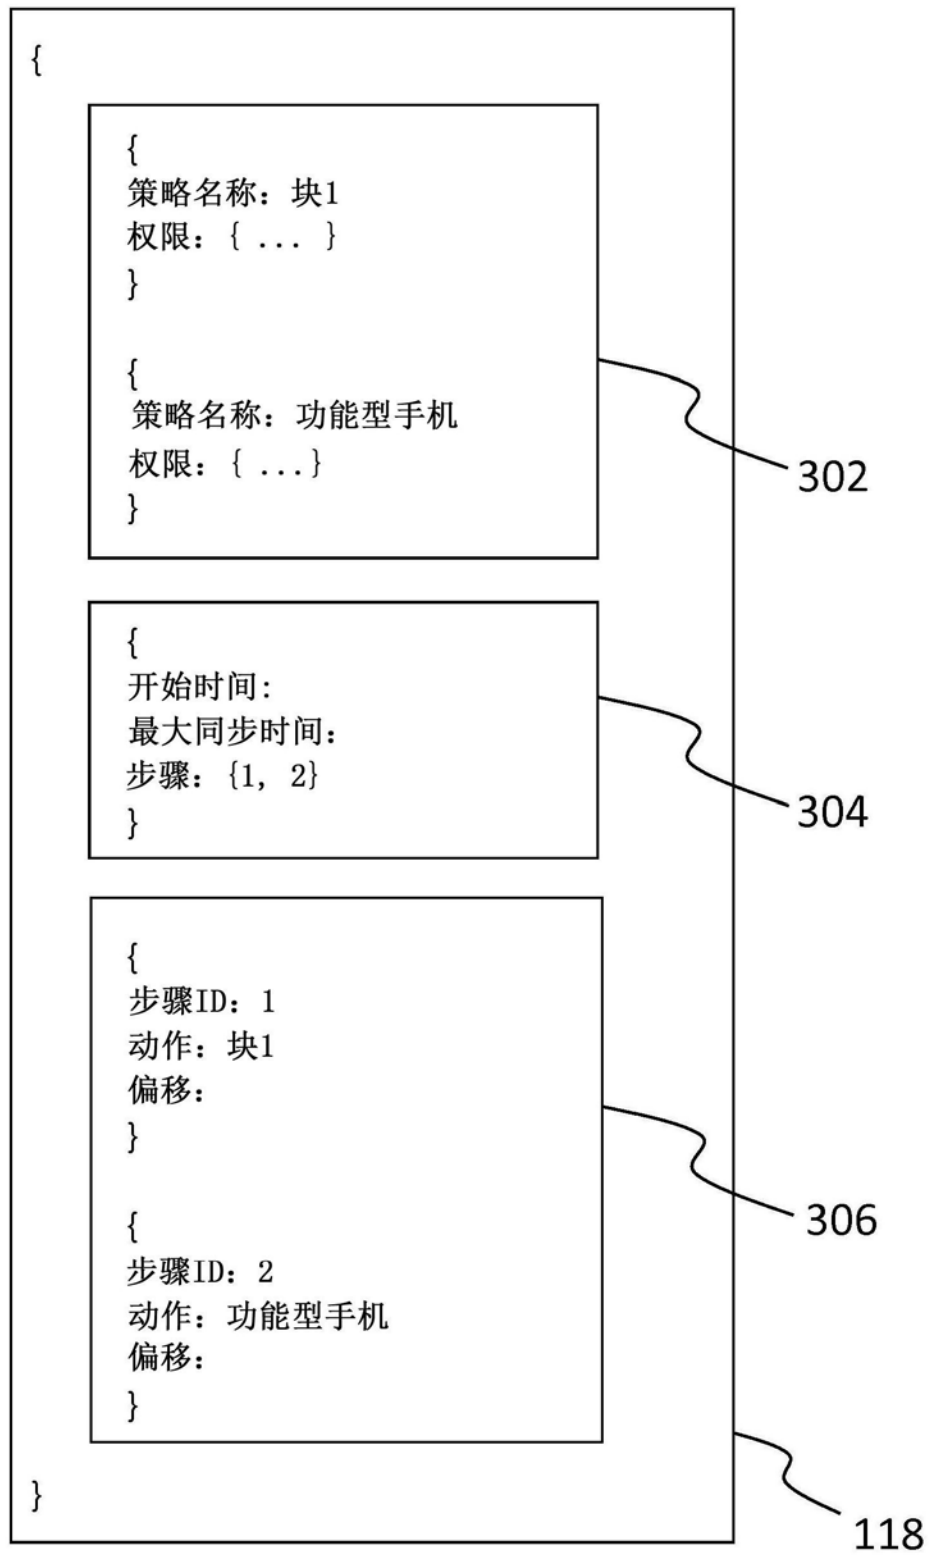 {
{
策略名称：块1
权限：{ ... }
}
{
策略名称：功能型手机
权限：{ ...}
}
302
{
开始时间:
最大同步时间：
步骤：{1, 2}
}
304
{
步骤ID：1
动作：块1
偏移：
}
{
步骤ID：2
动作：功能型手机
偏移：
}
306
}
118